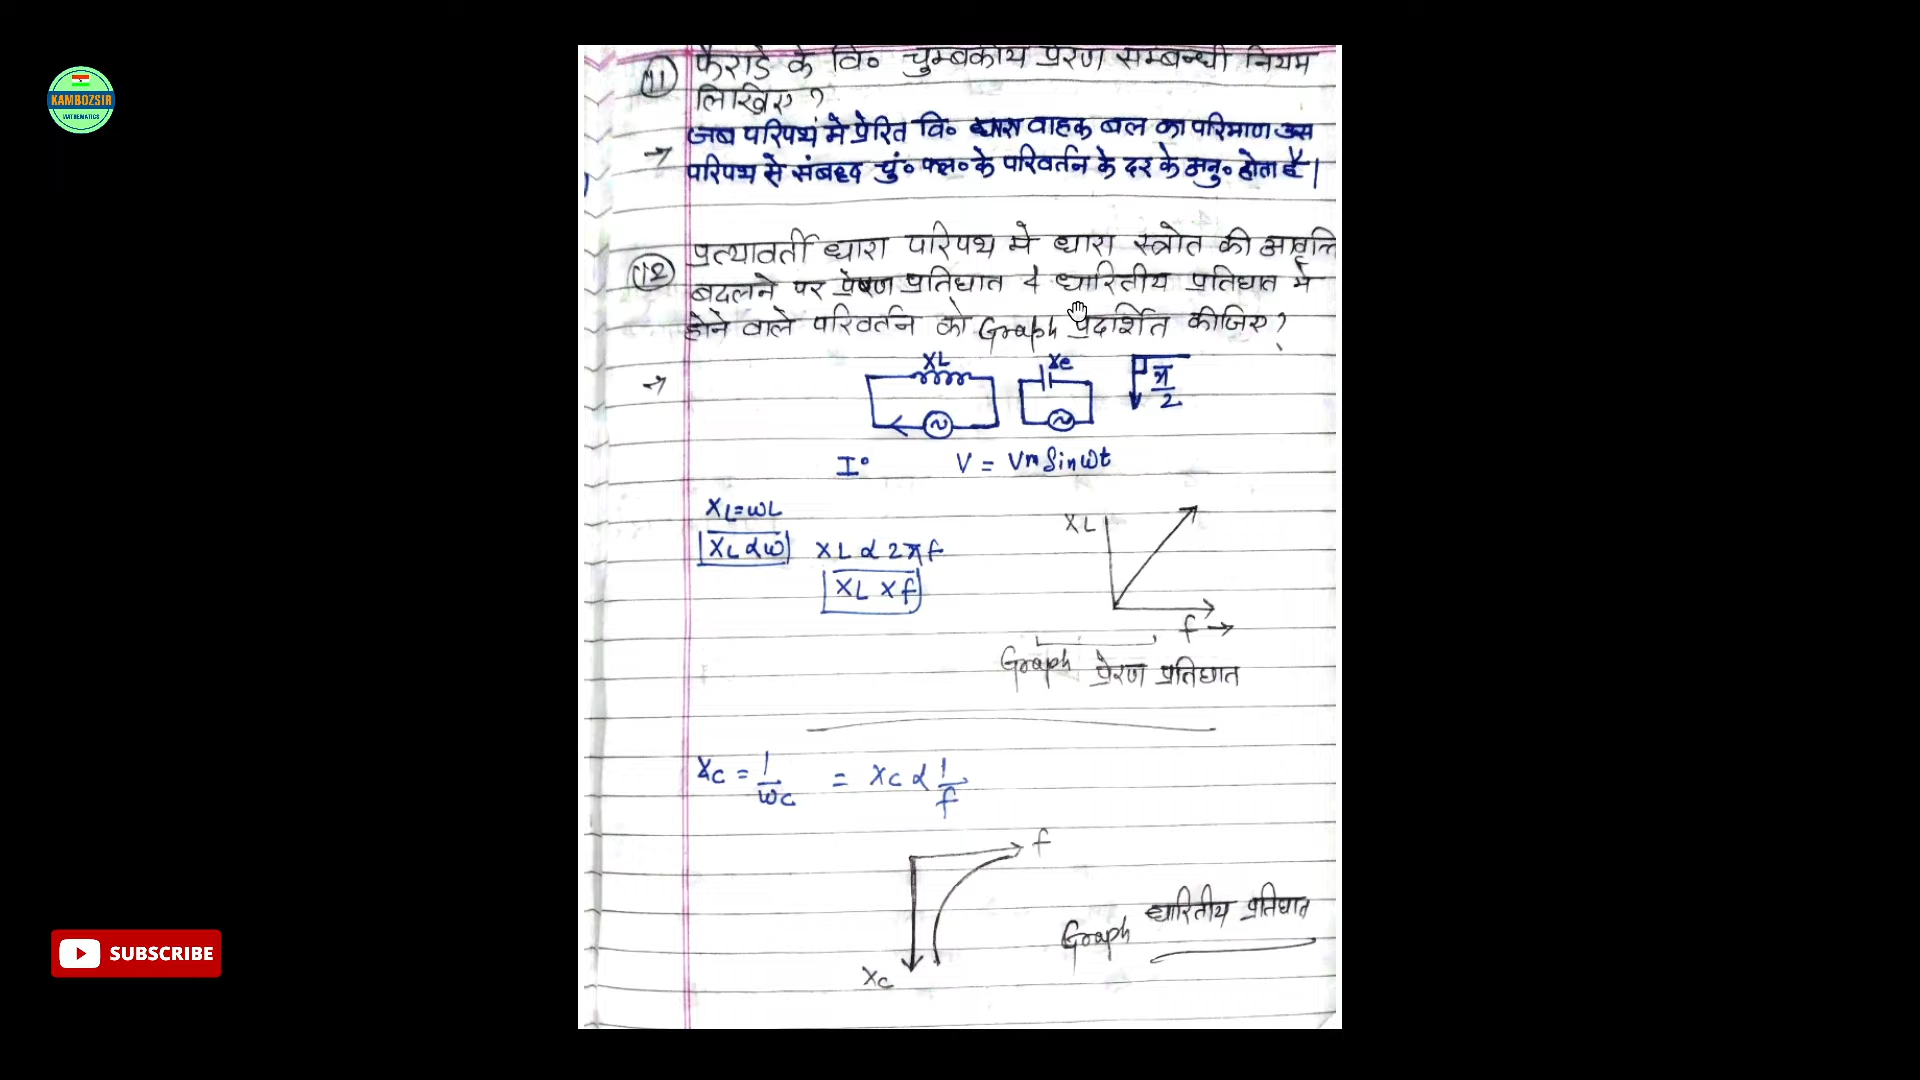 KAMBOZSIR
MATHEMATICS
11 फैराडे के वि० चुम्बकीय प्रेरण सम्बन्धी नियम
लिखिए ?
→ जब परिपथ में प्रेरित वि० धारा वाहक बल का परिमाण उस
परिपथ से संबद्ध चुं० फ्ल० के परिवर्तन के दर के अनु० होता है |
12 प्रत्यावर्ती धारा परिपथ मे धारा स्त्रोत की आवृत्ति
बदलने पर प्रेषण प्रतिघात व धारितीय प्रतिघात मे
होने वाले परिवर्तन को Graph प्रदर्शित कीजिए ?
→ XL Xc π/2
I° V = Vm Sinωt
XL=ωL
XL ∝ ω XL ∝ 2πf
XL × f
XL
f →
Graph प्रेरण प्रतिघात
Xc = 1/ωc = Xc ∝ 1/f
f
Graph धारितीय प्रतिघात
Xc
SUBSCRIBE